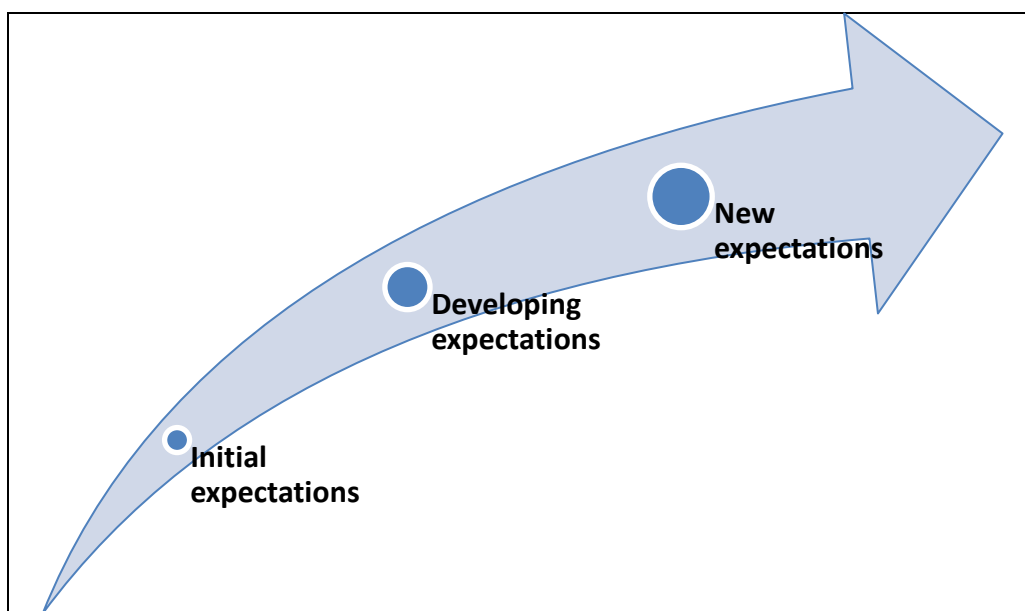 New
expectations
Developing
expectations
Initial
expectations